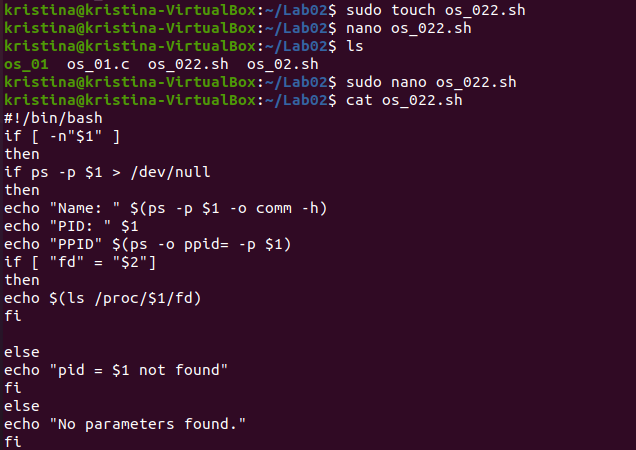 kristina@kristina-VirtualBox:~/Lab02$ sudo touch os_022.sh
kristina@kristina-VirtualBox:~/Lab02$ nano os_022.sh
kristina@kristina-VirtualBox:~/Lab02$ ls
os_01  os_01.c  os_022.sh  os_02.sh
kristina@kristina-VirtualBox:~/Lab02$ sudo nano os_022.sh
kristina@kristina-VirtualBox:~/Lab02$ cat os_022.sh
#!/bin/bash
if [ -n"$1" ]
then
if ps -p $1 > /dev/null
then
echo "Name: " $(ps -p $1 -o comm -h)
echo "PID: " $1
echo "PPID" $(ps -o ppid= -p $1)
if [ "fd" = "$2"]
then
echo $(ls /proc/$1/fd)
fi

else
echo "pid = $1 not found"
fi
else
echo "No parameters found."
fi